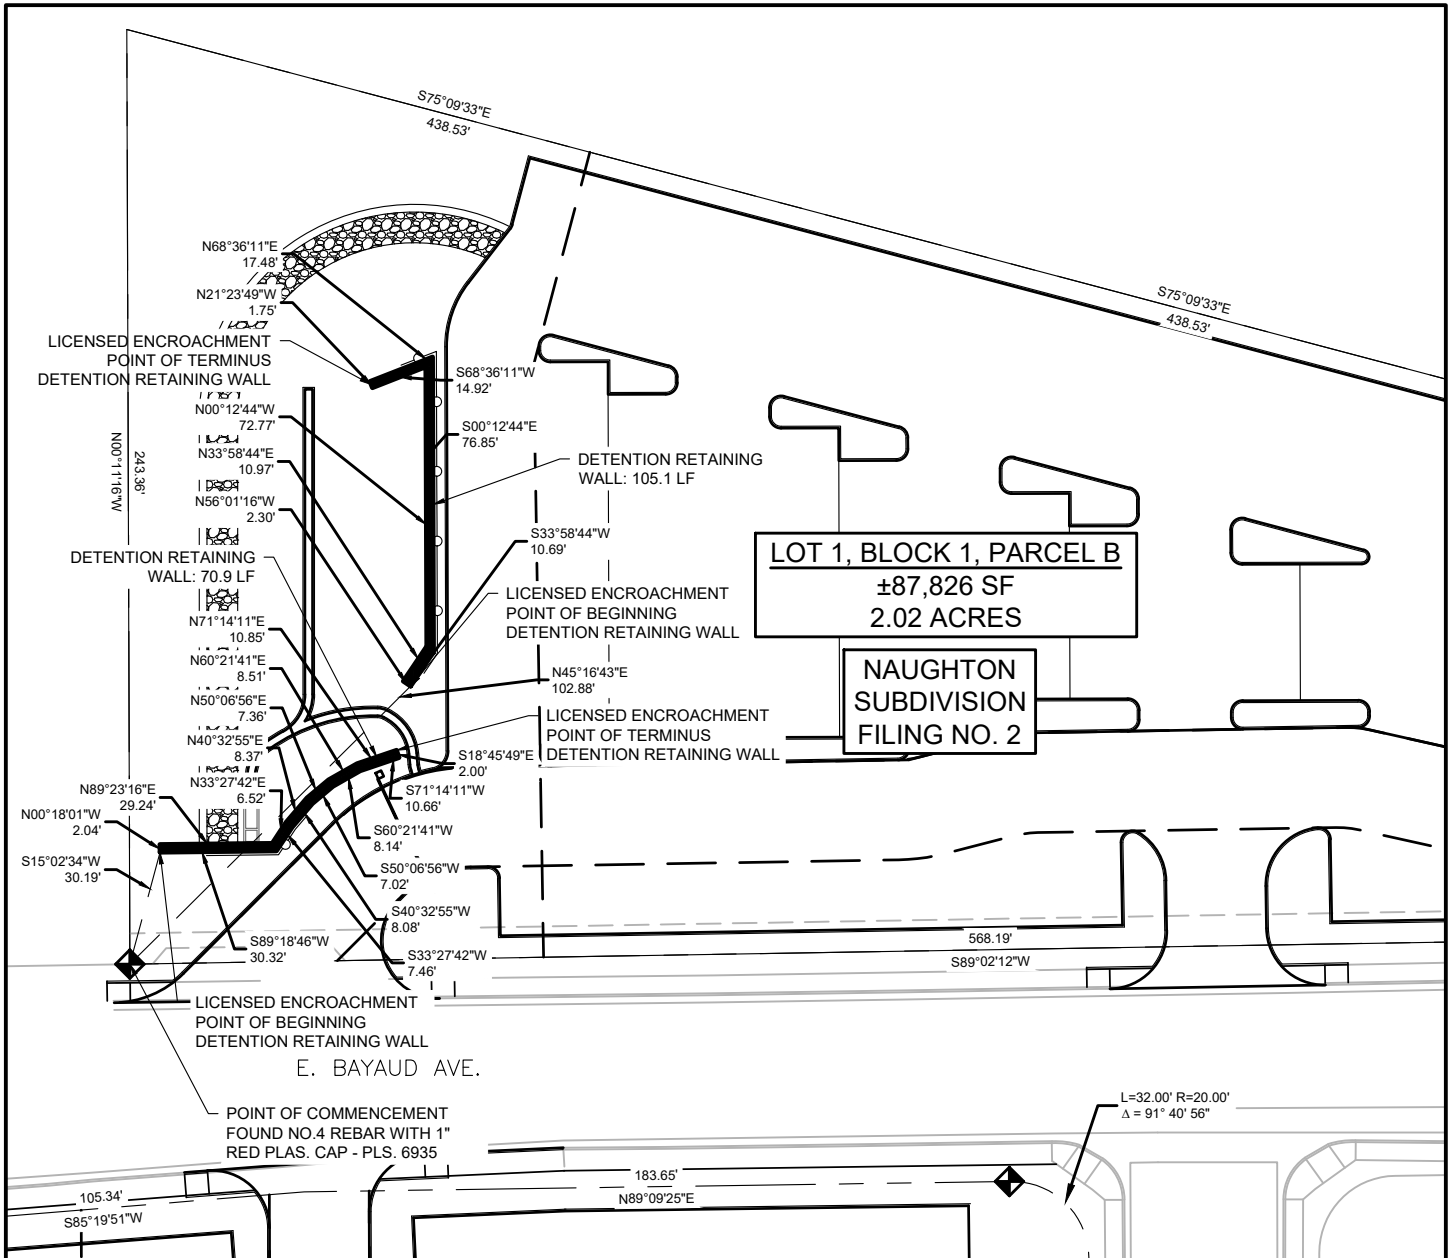 S75°09'33"E
438.53'
S75°09'33"E
438.53'
N68°36'11"E
17.48'
N21°23'49"W
1.75'
LICENSED ENCROACHMENT
POINT OF TERMINUS
DETENTION RETAINING WALL
S68°36'11"W
14.92'
N00°12'44"W
72.77'
S00°12'44"E
76.85'
N00°11'16"W
243.36'
N33°58'44"E
10.97'
DETENTION RETAINING
WALL: 105.1 LF
N56°01'16"W
2.30'
S33°58'44"W
10.69'
DETENTION RETAINING
WALL: 70.9 LF
LOT 1, BLOCK 1, PARCEL B
±87,826 SF
2.02 ACRES
LICENSED ENCROACHMENT
POINT OF BEGINNING
DETENTION RETAINING WALL
N71°14'11"E
10.85'
N60°21'41"E
8.51'
N45°16'43"E
102.88'
NAUGHTON
SUBDIVISION
FILING NO. 2
N50°06'56"E
7.36'
LICENSED ENCROACHMENT
POINT OF TERMINUS
DETENTION RETAINING WALL
N40°32'55"E
8.37'
S18°45'49"E
2.00'
N33°27'42"E
6.52'
N89°23'16"E
29.24'
S71°14'11"W
10.66'
N00°18'01"W
2.04'
S60°21'41"W
8.14'
S15°02'34"W
30.19'
S50°06'56"W
7.02'
S40°32'55"W
8.08'
S89°18'46"W
30.32'
S33°27'42"W
7.46'
568.19'
S89°02'12"W
LICENSED ENCROACHMENT
POINT OF BEGINNING
DETENTION RETAINING WALL
E. BAYAUD AVE.
POINT OF COMMENCEMENT
FOUND NO.4 REBAR WITH 1"
RED PLAS. CAP - PLS. 6935
L=32.00' R=20.00'
Δ = 91° 40' 56"
105.34'
S85°19'51"W
183.65'
N89°09'25"E